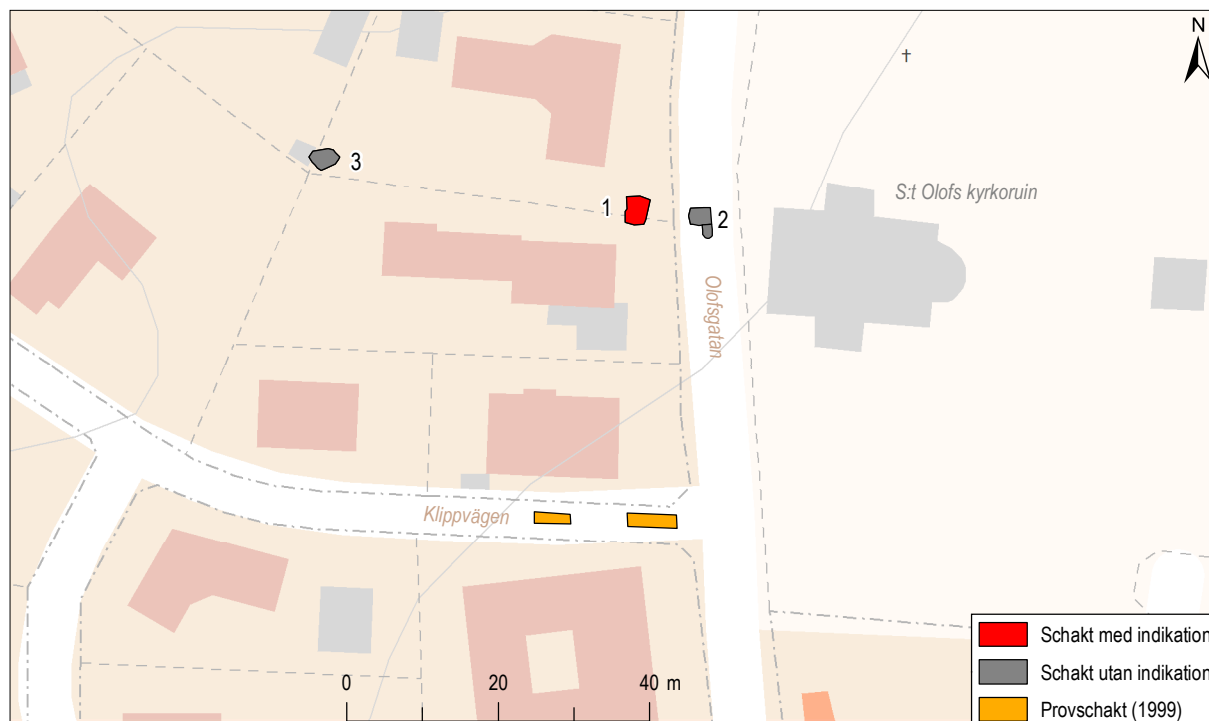 N
3
S:t Olofs kyrkoruin
1
2
Olofsgatan
Klippvägen
0 20 40 m
Schakt med indikation
Schakt utan indikation
Provschakt (1999)